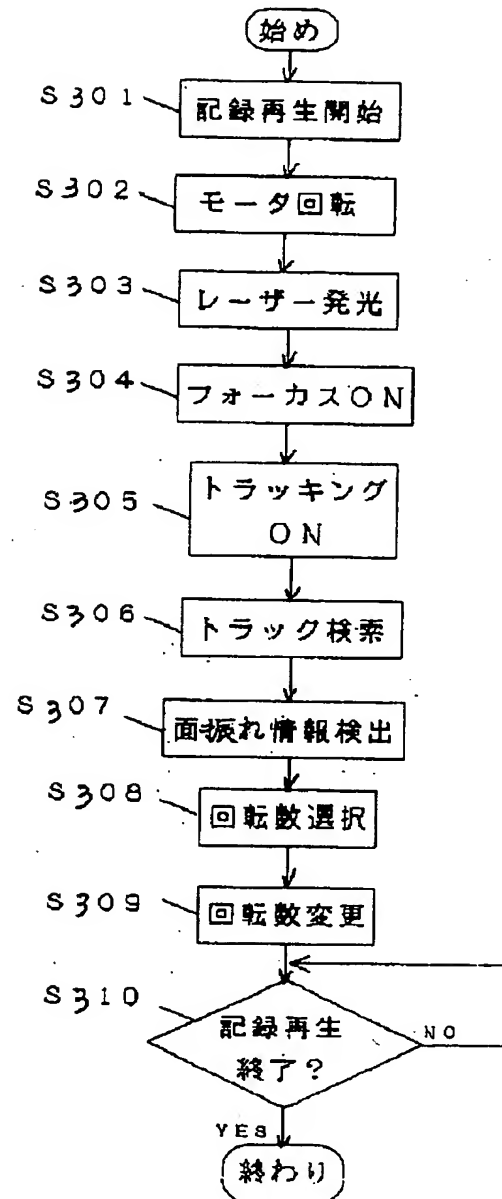 始め
S301
記録再生開始
S302
モータ回転
S303
レーザー発光
S304
フォーカスON
S305
トラッキング
ON
S306
トラック検索
S307
面振れ情報検出
S308
回転数選択
S309
回転数変更
S310
記録再生
終了?
NO
YES
終わり